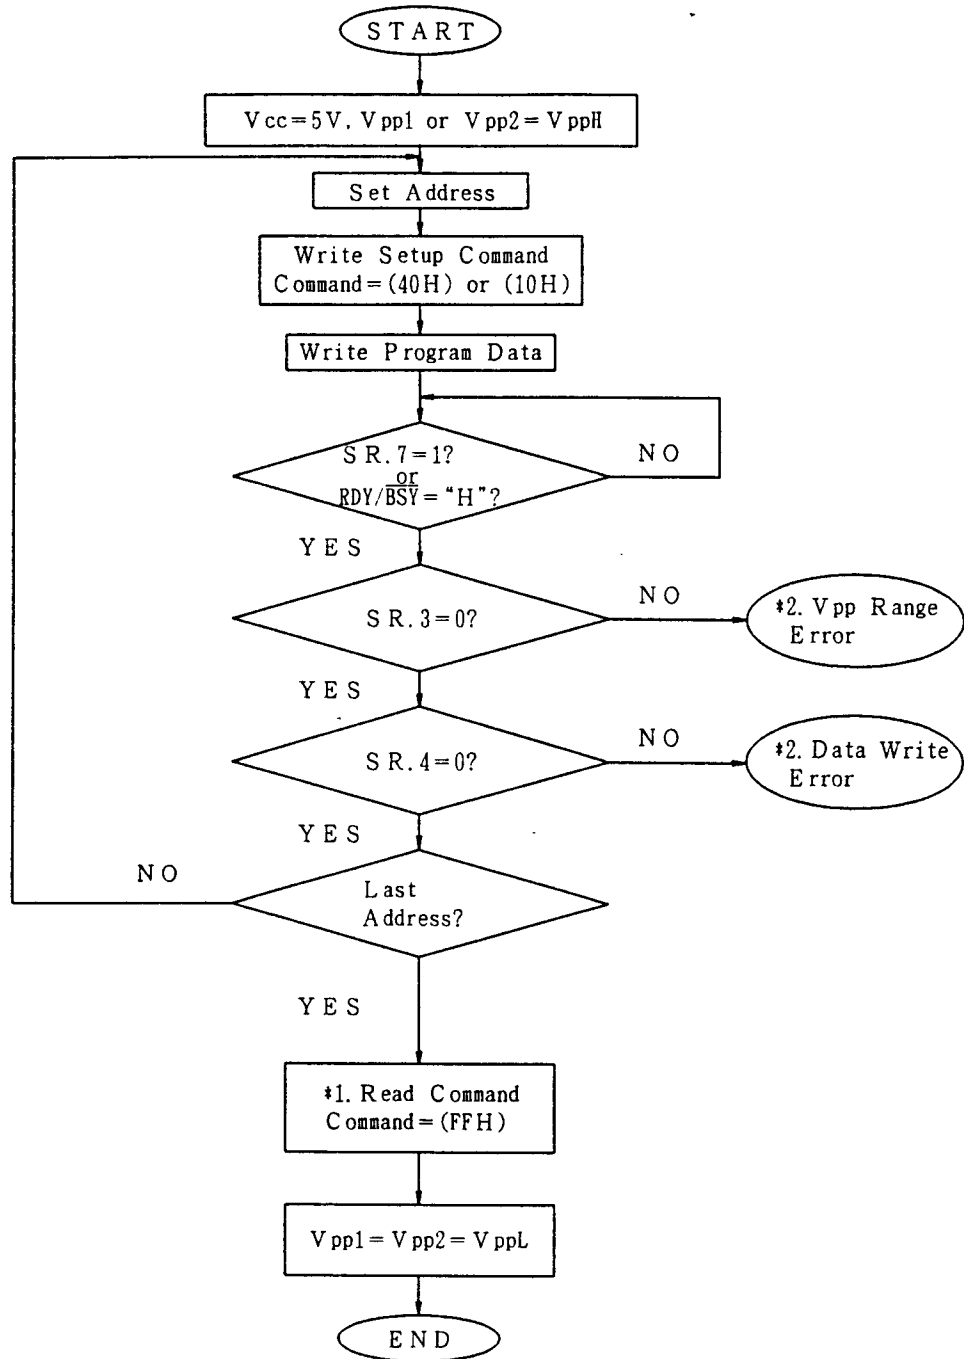 START
Vcc=5V, Vpp1 or Vpp2=VppH
Set Address
Write Setup Command
Command=(40H) or (10H)
Write Program Data
SR.7=1?
or
RDY/B̅S̅Y̅="H"?
NO
YES
SR.3=0?
NO
*2. Vpp Range
Error
YES
SR.4=0?
NO
*2. Data Write
Error
YES
NO
Last
Address?
YES
*1. Read Command
Command=(FFH)
Vpp1=Vpp2=VppL
END